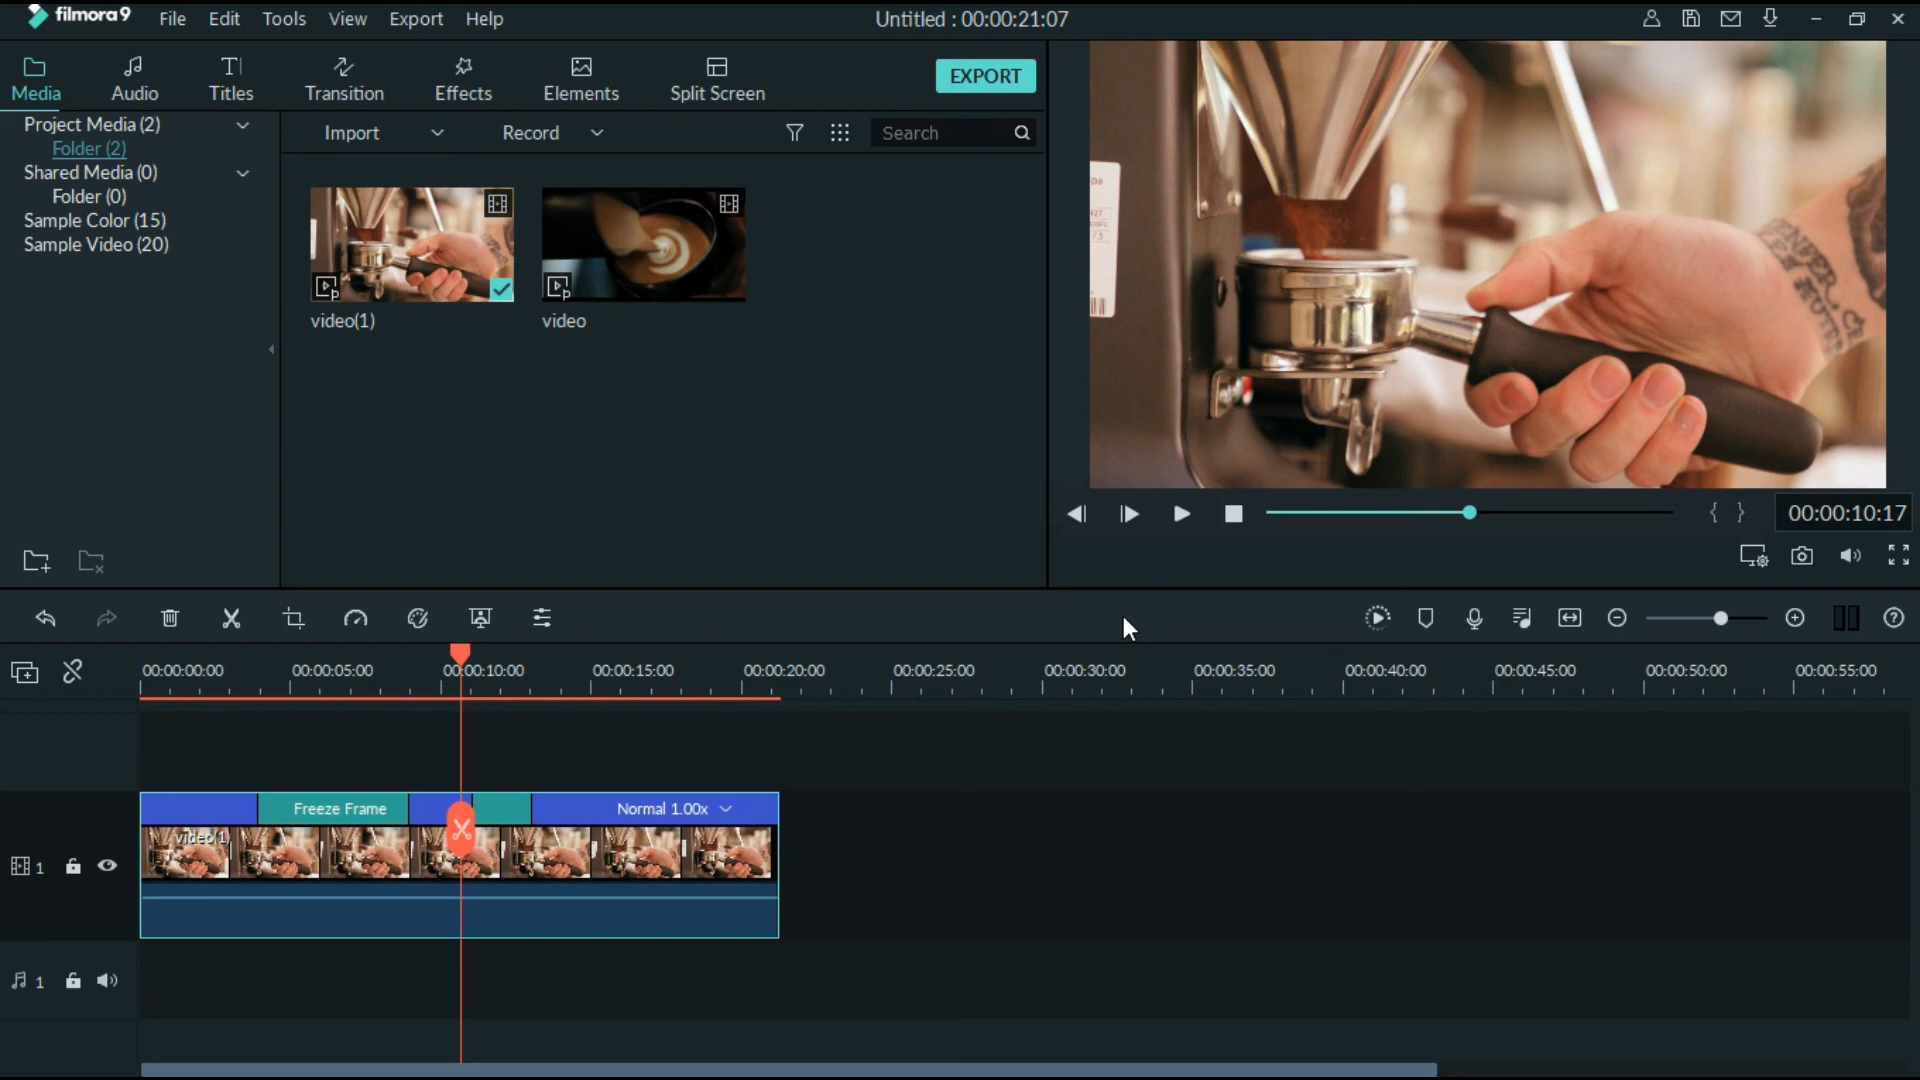 filmora9 File Edit Tools View Export Help Untitled : 00:00:21:07
Media Audio Titles Transition Effects Elements Split Screen EXPORT
Project Media (2)
Folder (2)
Shared Media (0)
Folder (0)
Sample Color (15)
Sample Video (20)
Import Record Search
video(1) video
00:00:10:17
00:00:00:00 00:00:05:00 00:00:10:00 00:00:15:00 00:00:20:00 00:00:25:00 00:00:30:00 00:00:35:00 00:00:40:00 00:00:45:00 00:00:50:00 00:00:55:00
Freeze Frame Normal 1.00x
video(1)
1
1